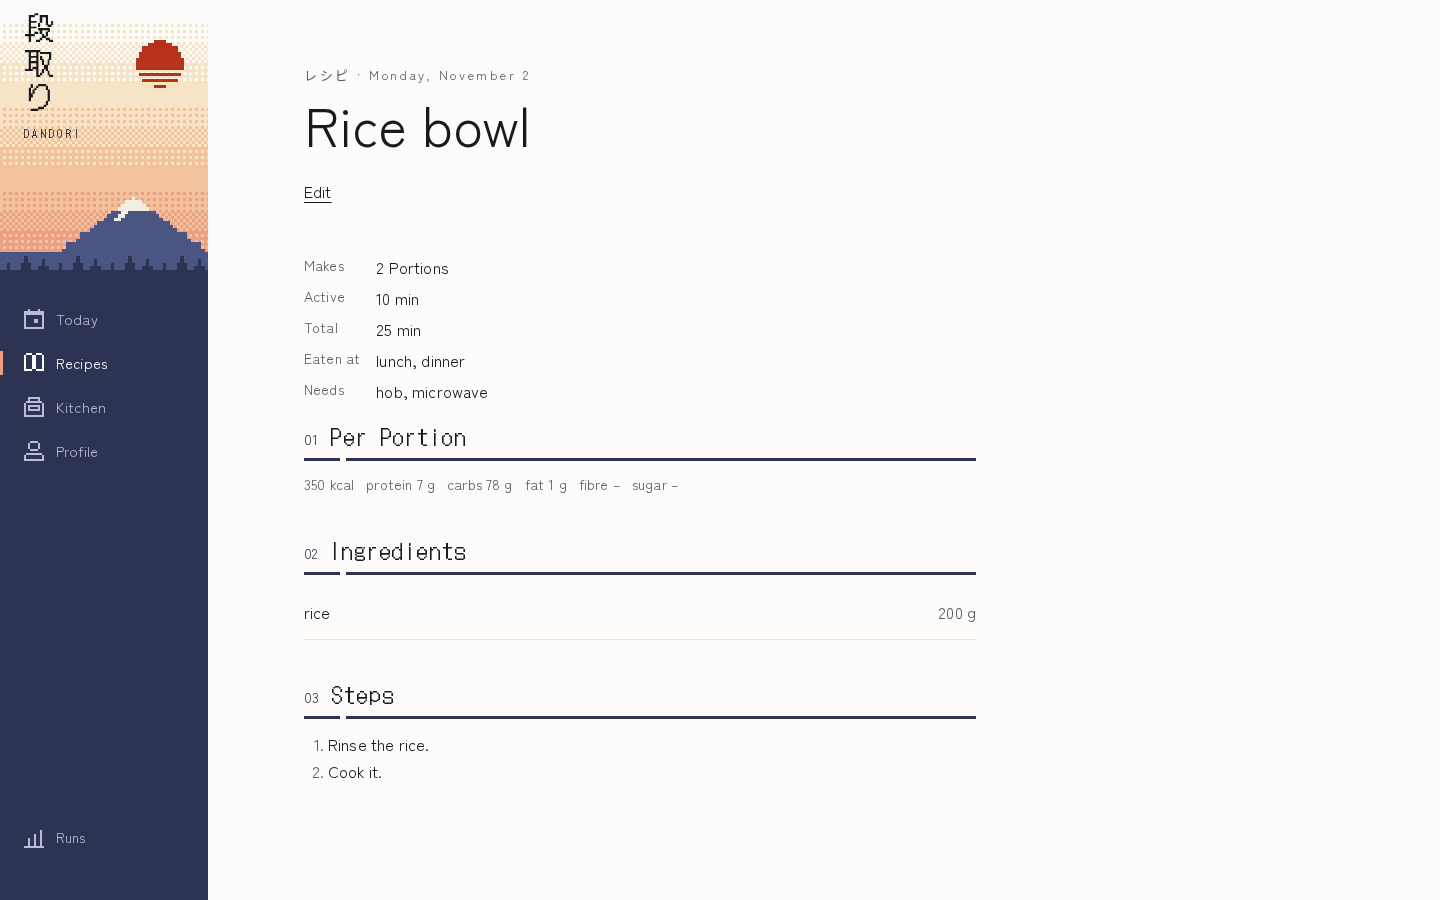 段取り
DANDORI
Today
Recipes
Kitchen
Profile
Runs
レシピ · Monday, November 2
Rice bowl
Edit
Makes 2 Portions
Active 10 min
Total 25 min
Eaten at lunch, dinner
Needs hob, microwave
01 Per Portion
350 kcal protein 7 g carbs 78 g fat 1 g fibre – sugar –
02 Ingredients
rice 200 g
03 Steps
1. Rinse the rice.
2. Cook it.